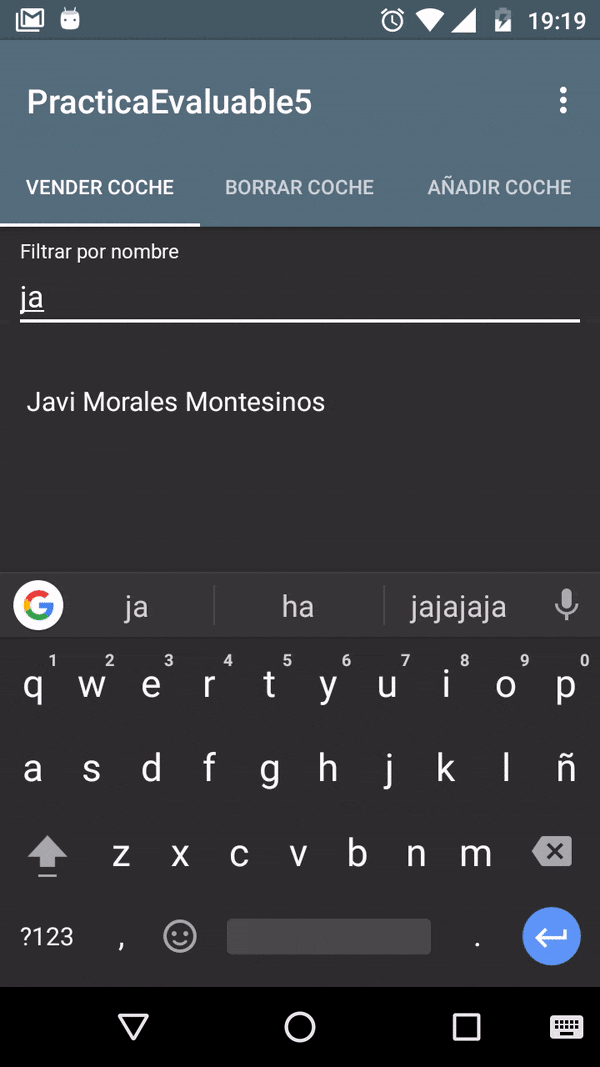 19:19
PracticaEvaluable5
VENDER COCHE BORRAR COCHE AÑADIR COCHE
Filtrar por nombre
ja
Javi Morales Montesinos
ja ha jajajaja
1 2 3 4 5 6 7 8 9 0
q w e r t y u i o p
a s d f g h j k l ñ
z x c v b n m
?123 , .